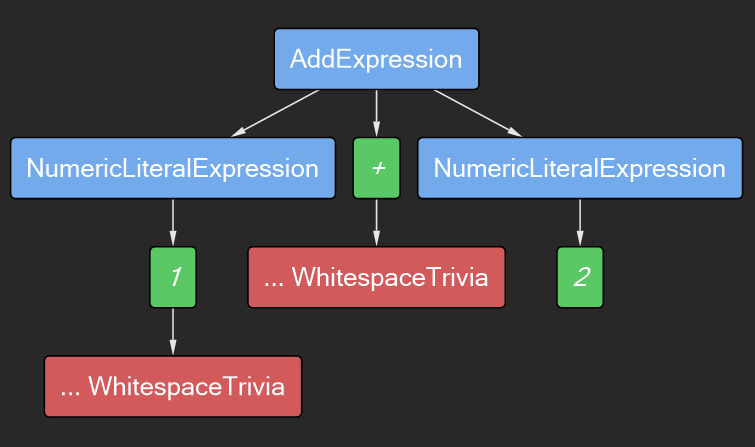 AddExpression
NumericLiteralExpression
+
NumericLiteralExpression
1
... WhitespaceTrivia
2
... WhitespaceTrivia